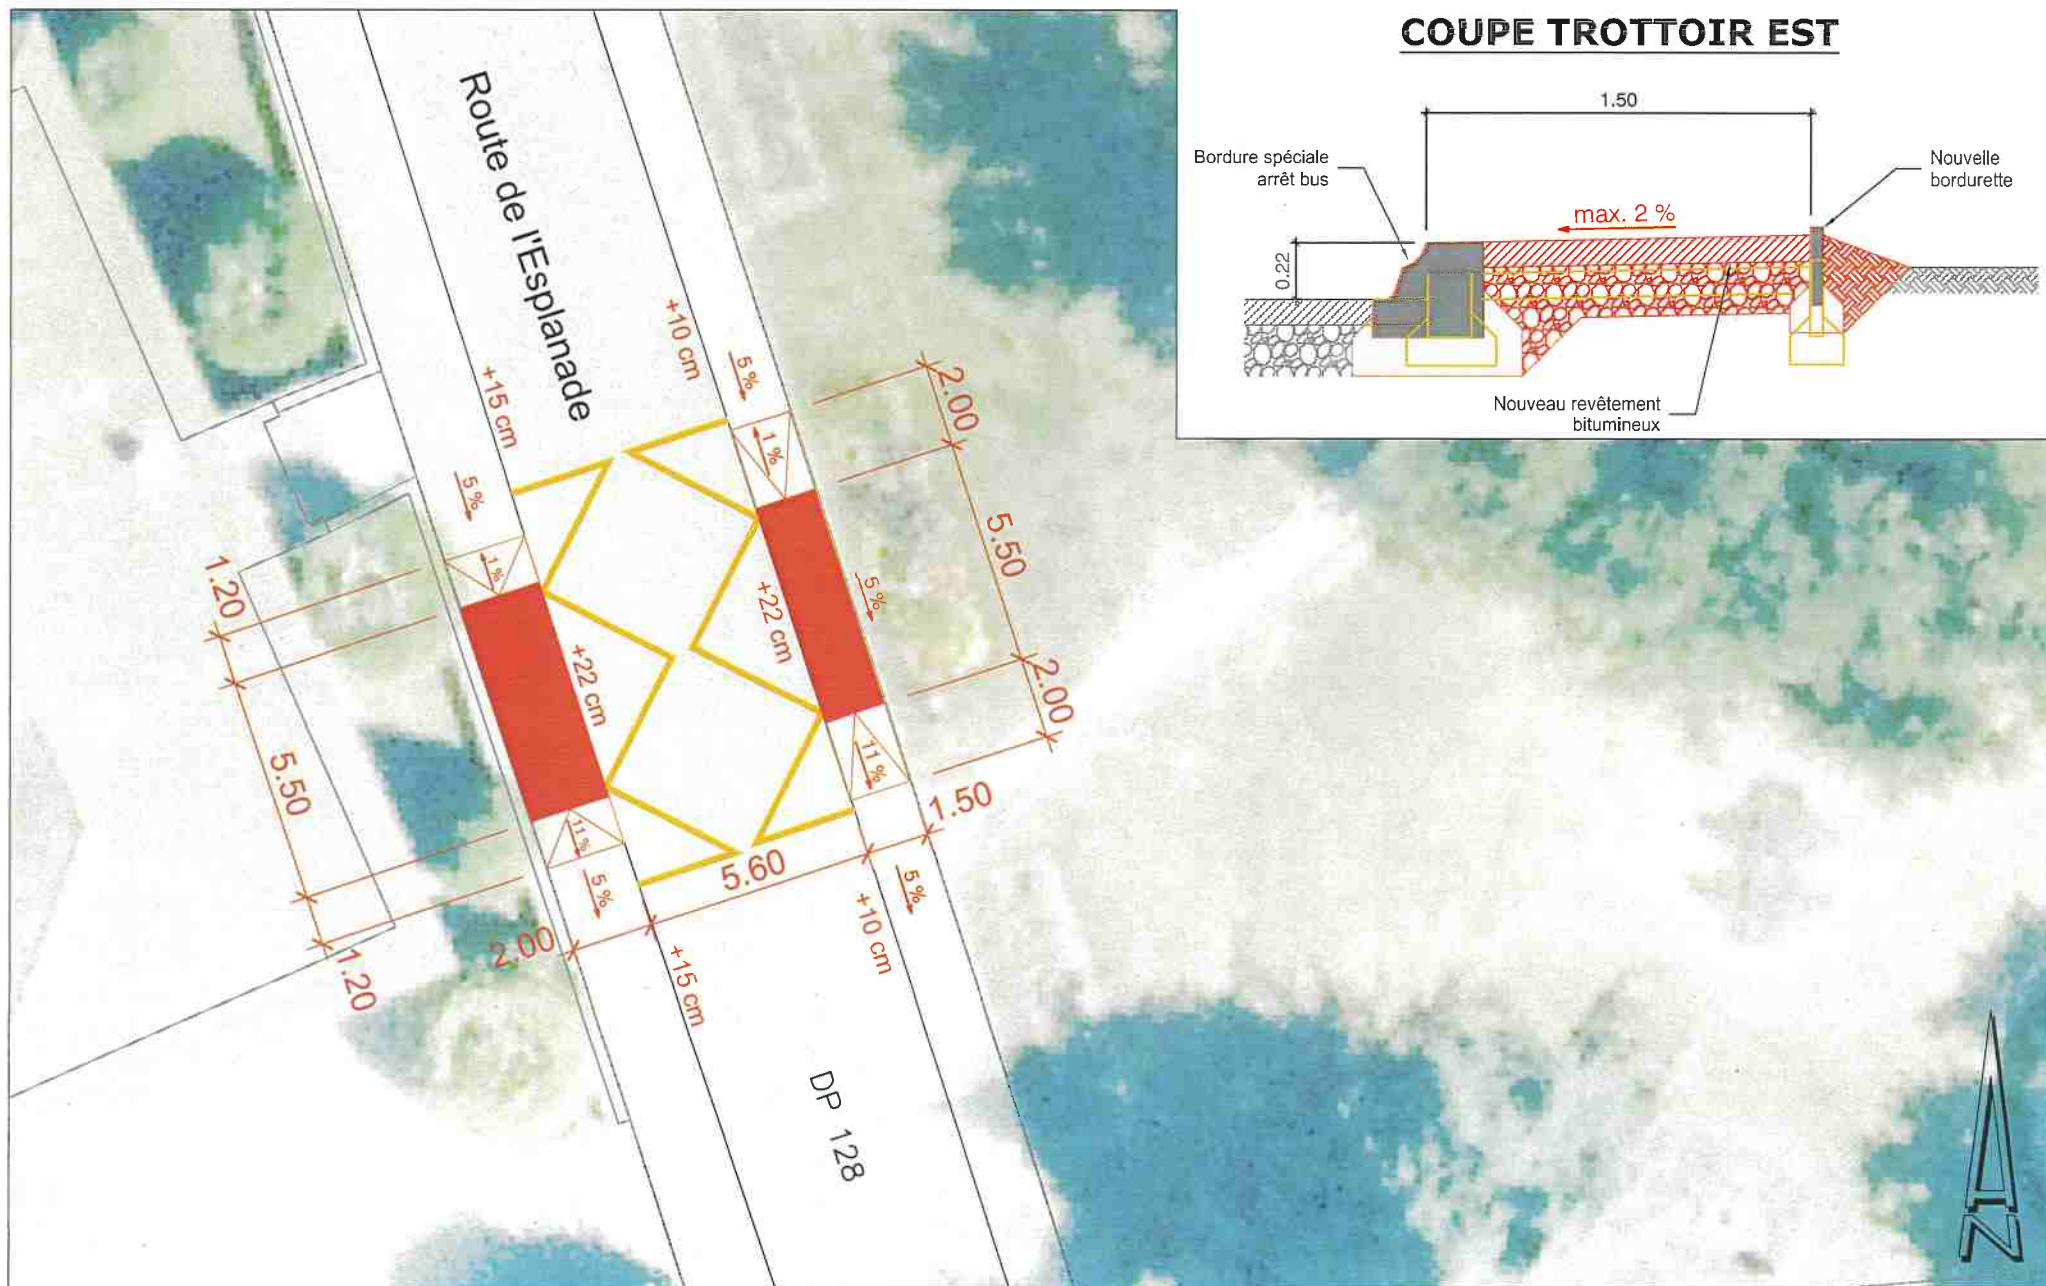 COUPE TROTTOIR EST
1.50
Bordure spéciale
arrêt bus
Nouvelle
bordurette
max. 2 %
0.22
Nouveau revêtement
bitumineux
Route de l'Esplanade
+10 cm
+15 cm
5 %
5 %
1 %
1 %
2.00
5.50
2.00
1.20
5.50
1.20
+22 cm
+22 cm
5 %
11 %
11 %
5 %
5 %
1.50
5.60
2.00
+15 cm
+10 cm
DP 128
N